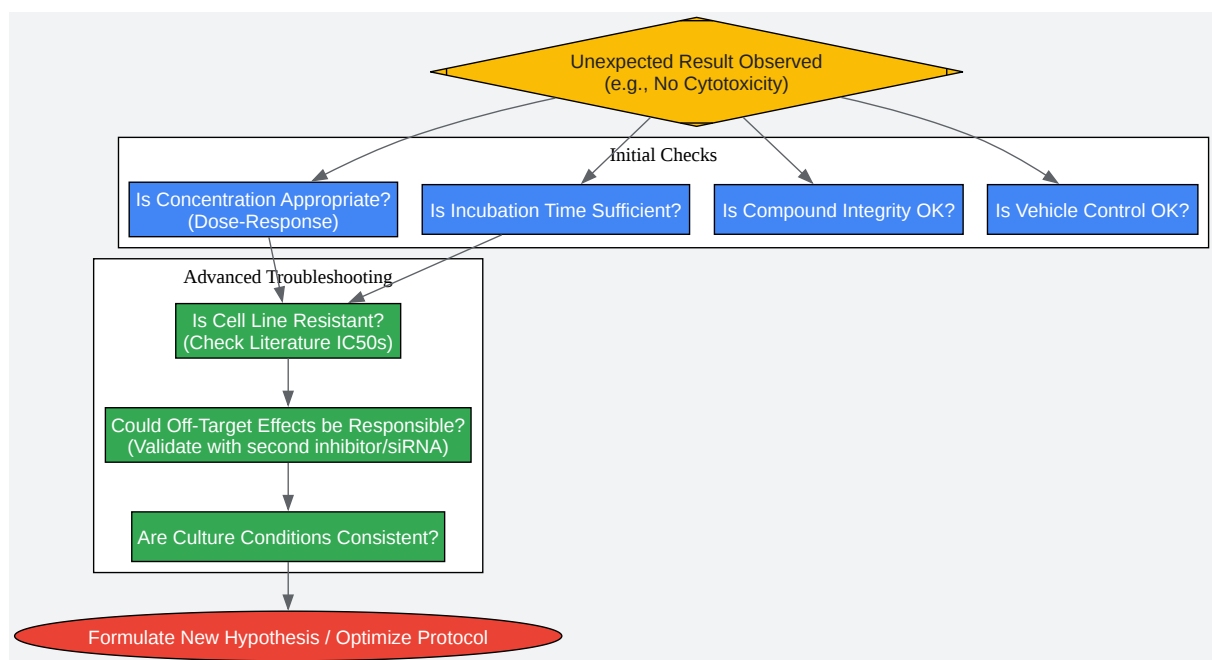 Unexpected Result Observed
(e.g., No Cytotoxicity)
Initial Checks
Is Concentration Appropriate?
(Dose-Response)
Is Incubation Time Sufficient?
Is Compound Integrity OK?
Is Vehicle Control OK?
Advanced Troubleshooting
Is Cell Line Resistant?
(Check Literature IC50s)
Could Off-Target Effects be Responsible?
(Validate with second inhibitor/siRNA)
Are Culture Conditions Consistent?
Formulate New Hypothesis / Optimize Protocol